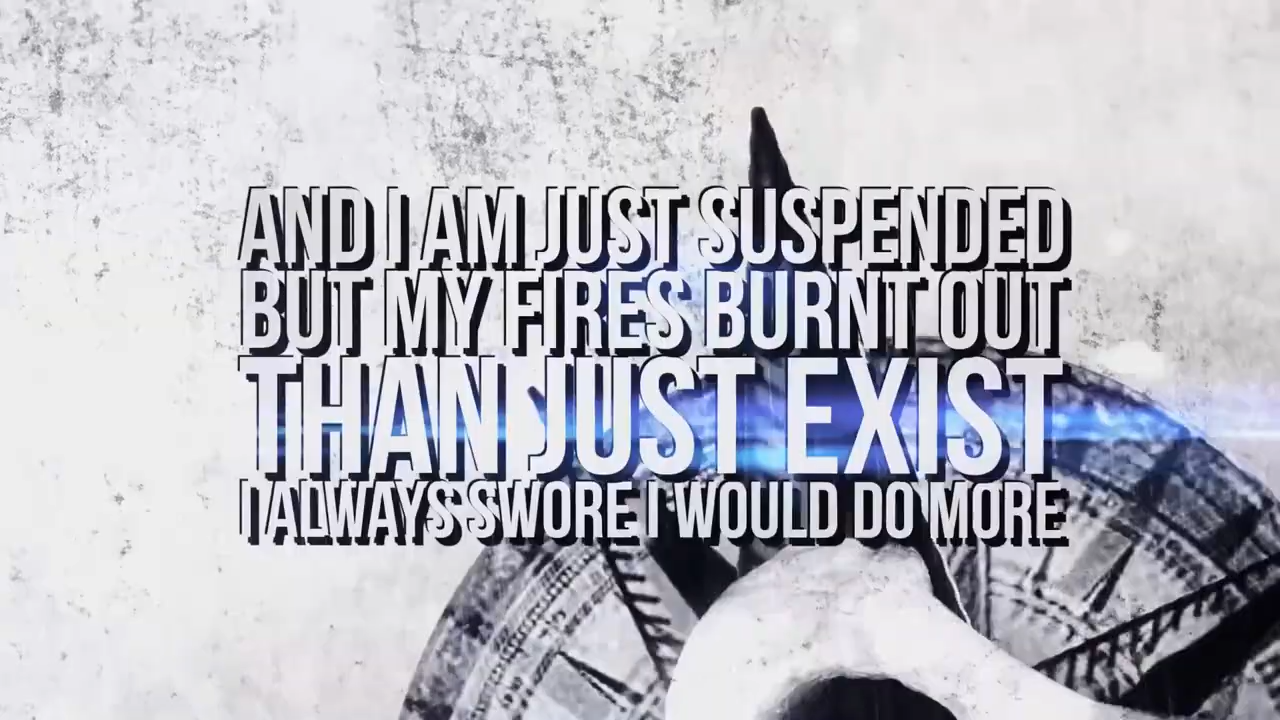 AND I AM JUST SUSPENDED
BUT MY FIRES BURNT OUT
THAN JUST EXIST
I ALWAYS SWORE I WOULD DO MORE